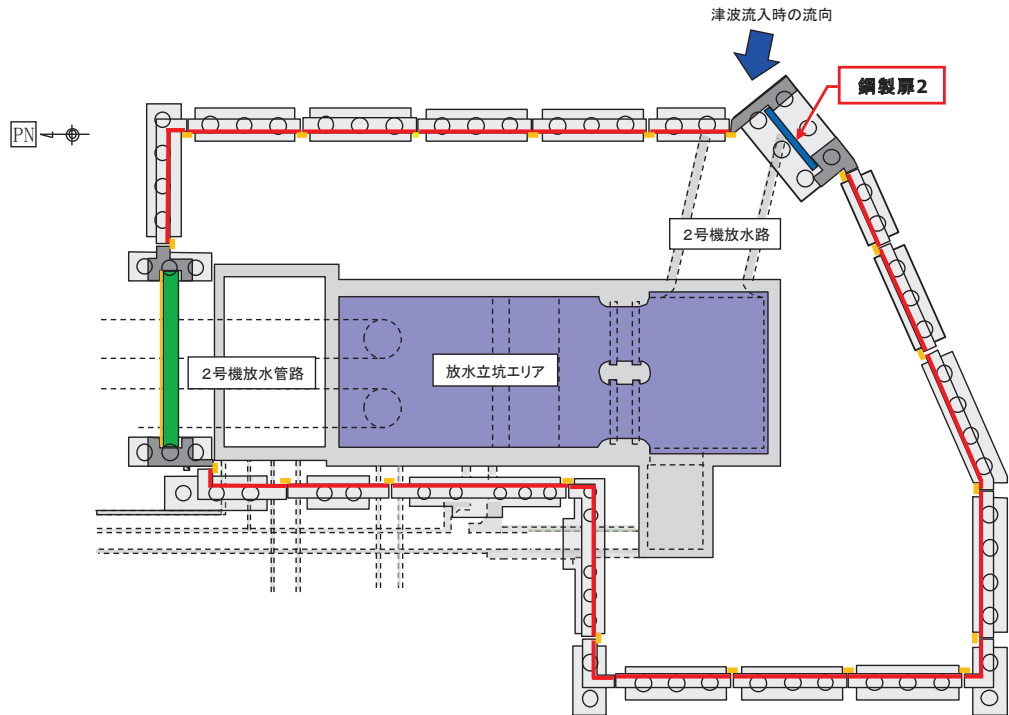 津波流入時の流向
鋼製扉2
PN
2号機放水路
2号機放水管路
放水立坑エリア